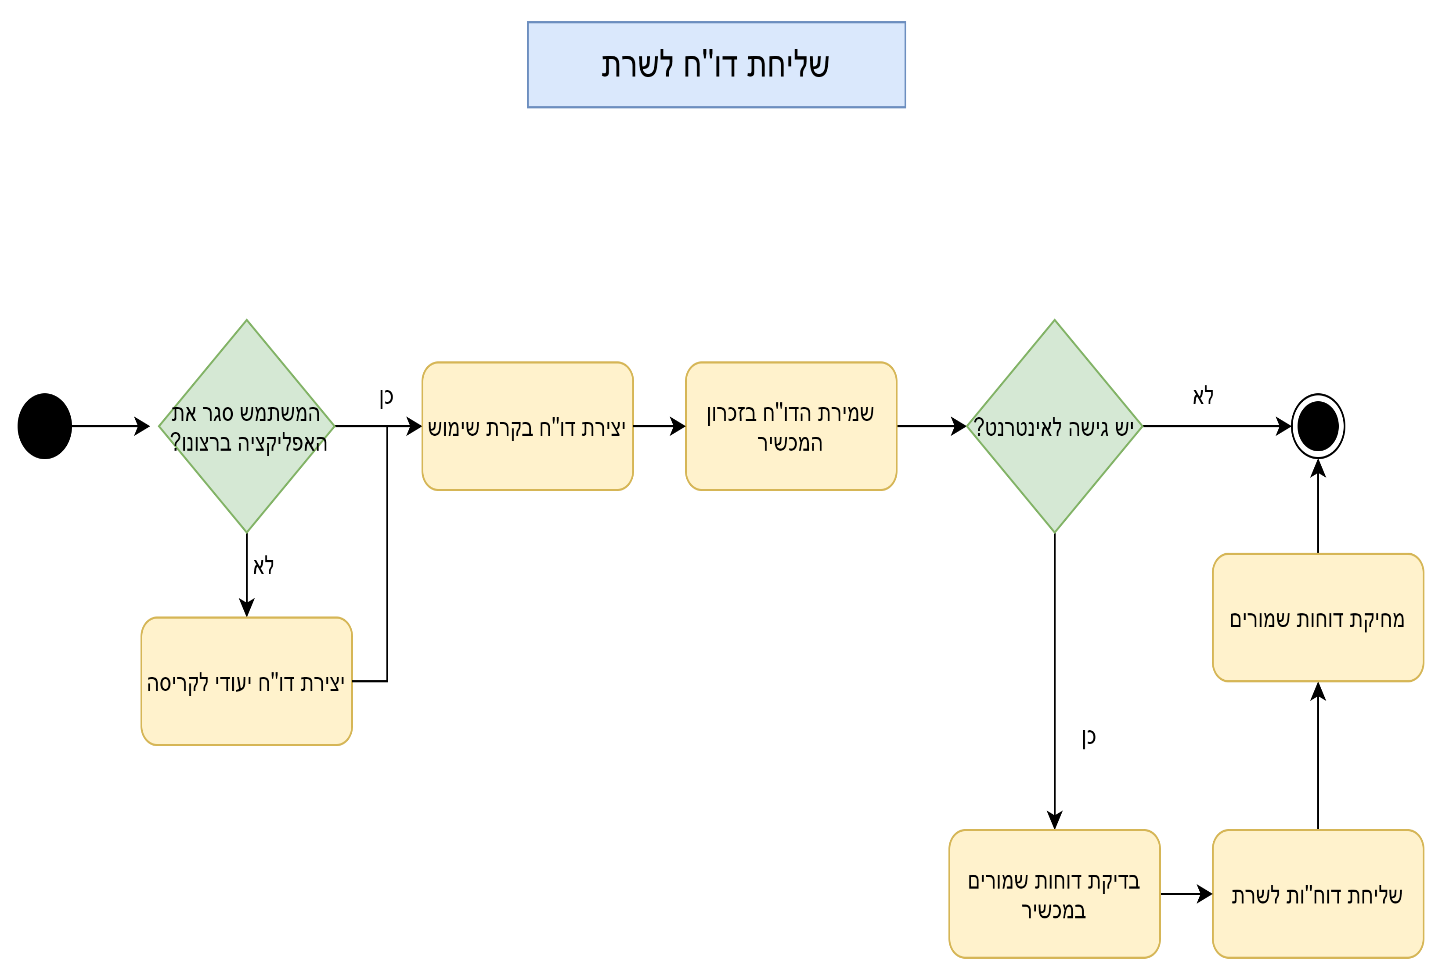 שליחת דו"ח לשרת
המשתמש סגר את
האפליקציה ברצונו?
כן
לא
יצירת דו"ח יעודי לקריסה
יצירת דו"ח בקרת שימוש
שמירת הדו"ח בזכרון
המכשיר
יש גישה לאינטרנט?
לא
כן
בדיקת דוחות שמורים
במכשיר
שליחת דוח"ות לשרת
מחיקת דוחות שמורים